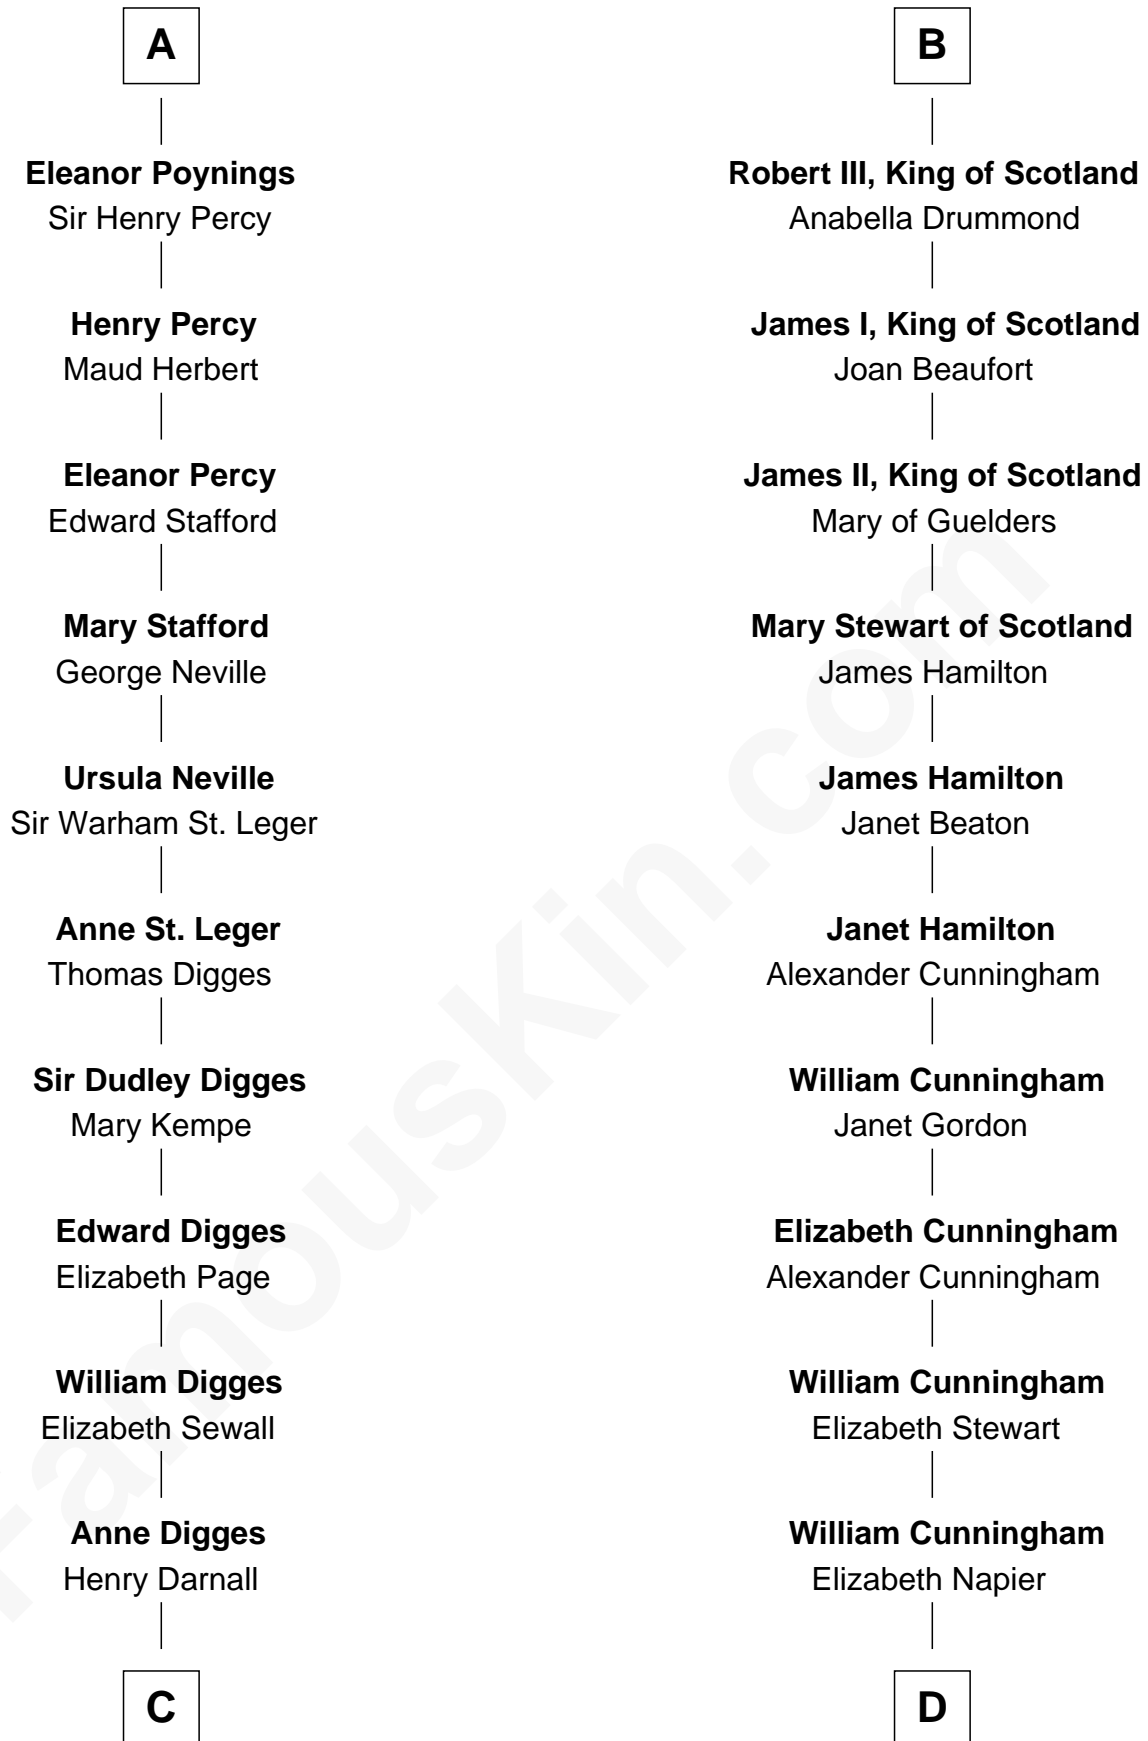 A
Eleanor Poynings
Sir Henry Percy
Henry Percy
Maud Herbert
Eleanor Percy
Edward Stafford
Mary Stafford
George Neville
Ursula Neville
Sir Warham St. Leger
Anne St. Leger
Thomas Digges
Sir Dudley Digges
Mary Kempe
Edward Digges
Elizabeth Page
William Digges
Elizabeth Sewall
Anne Digges
Henry Darnall
C
B
Robert III, King of Scotland
Anabella Drummond
James I, King of Scotland
Joan Beaufort
James II, King of Scotland
Mary of Guelders
Mary Stewart of Scotland
James Hamilton
James Hamilton
Janet Beaton
Janet Hamilton
Alexander Cunningham
William Cunningham
Janet Gordon
Elizabeth Cunningham
Alexander Cunningham
William Cunningham
Elizabeth Stewart
William Cunningham
Elizabeth Napier
D
FamousKin.com